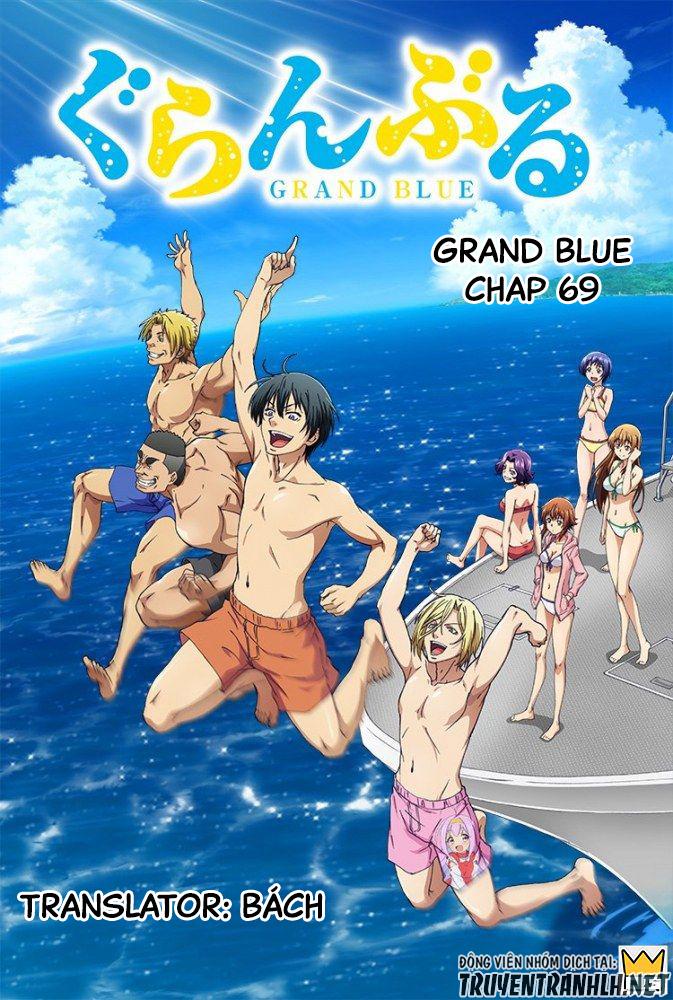 ぐらんぶる
GRAND BLUE
GRAND BLUE
CHAP 69
TRANSLATOR: BÁCH
ĐỘNG VIÊN NHÓM DỊCH TẠI:
TRUYENTRANHLH.NET